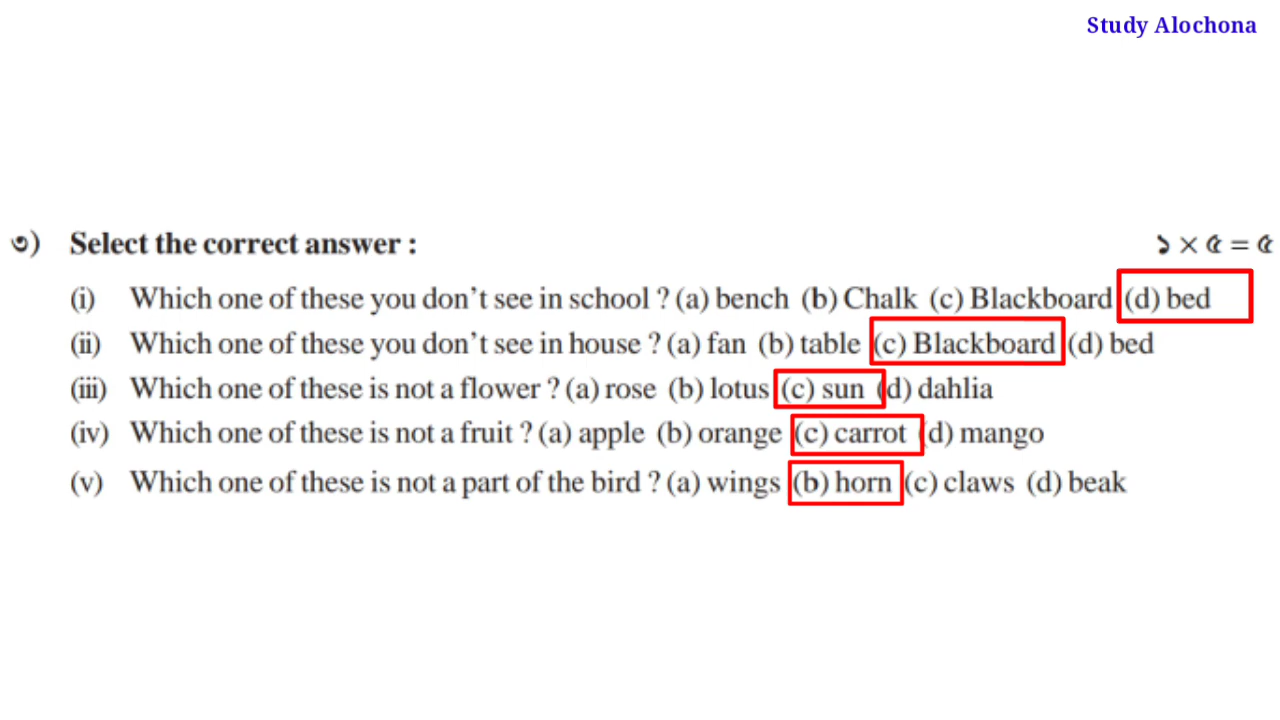 Study Alochona
৩) Select the correct answer : ১ × ৫ = ৫
(i) Which one of these you don't see in school ? (a) bench (b) Chalk (c) Blackboard (d) bed
(ii) Which one of these you don't see in house ? (a) fan (b) table (c) Blackboard (d) bed
(iii) Which one of these is not a flower ? (a) rose (b) lotus (c) sun (d) dahlia
(iv) Which one of these is not a fruit ? (a) apple (b) orange (c) carrot (d) mango
(v) Which one of these is not a part of the bird ? (a) wings (b) horn (c) claws (d) beak